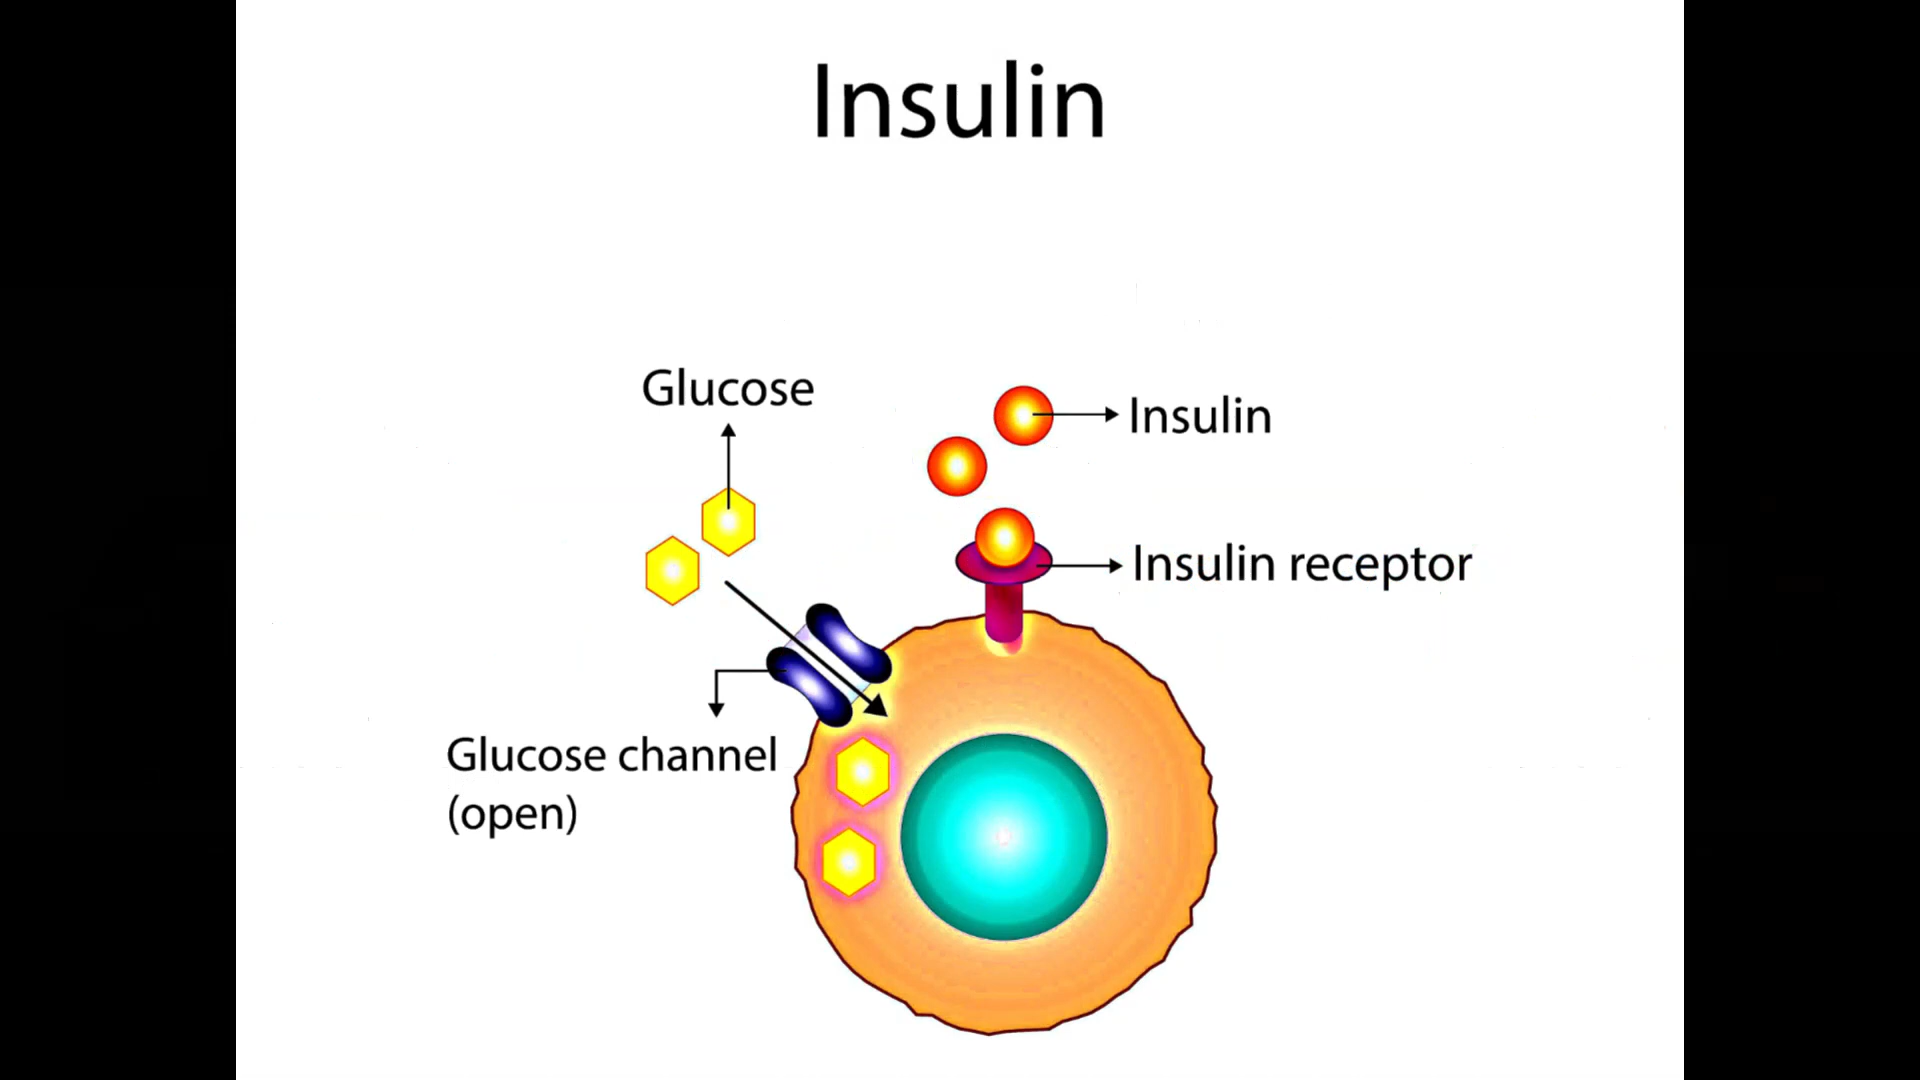 Insulin
Glucose
Insulin
Insulin receptor
Glucose channel
(open)